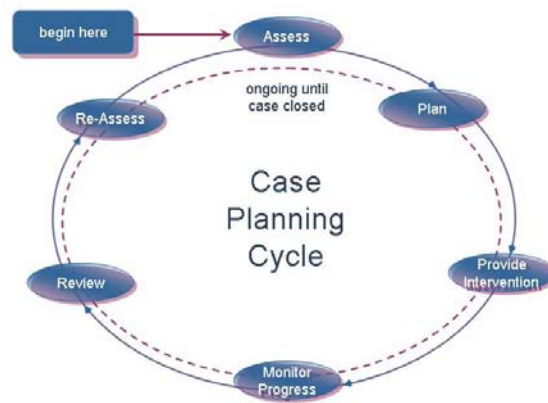 begin here
Assess
ongoing until
case closed
Re-Assess
Plan
Case
Planning
Cycle
Review
Provide
Intervention
Monitor
Progress